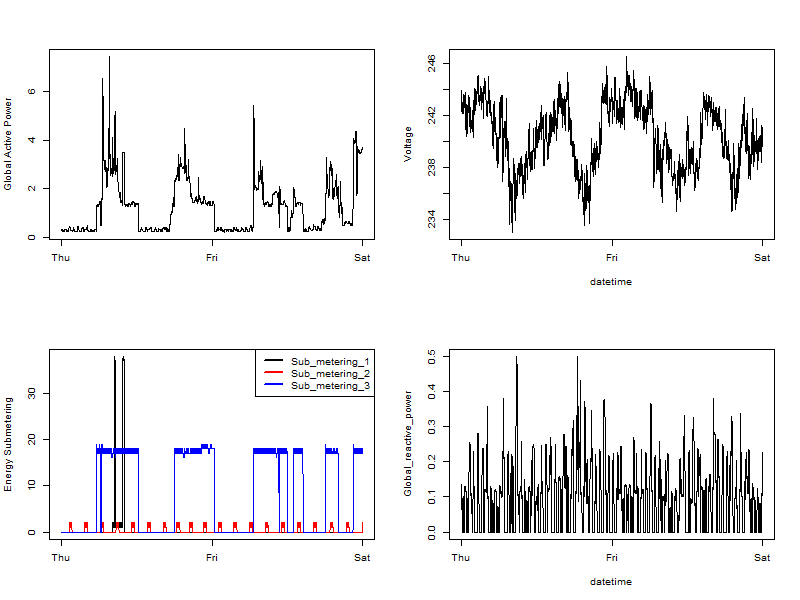 Global Active Power
6
4
2
0
Thu Fri Sat
Voltage
246
242
238
234
Thu Fri Sat
datetime
Energy Submetering
30
20
10
0
Sub_metering_1
Sub_metering_2
Sub_metering_3
Thu Fri Sat
Global_reactive_power
0.5
0.4
0.3
0.2
0.1
0.0
Thu Fri Sat
datetime